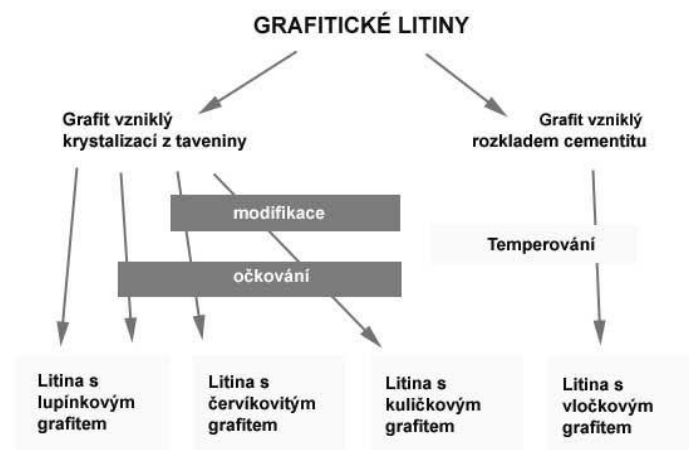 GRAFITICKÉ LITINY
Grafit vzniklý
krystalizací z taveniny
Grafit vzniklý
rozkladem cementitu
modifikace
Temperování
očkování
Litina s
lupínkovým
grafitem
Litina s
červíkovitým
grafitem
Litina s
kuličkovým
grafitem
Litina s
vločkovým
grafitem